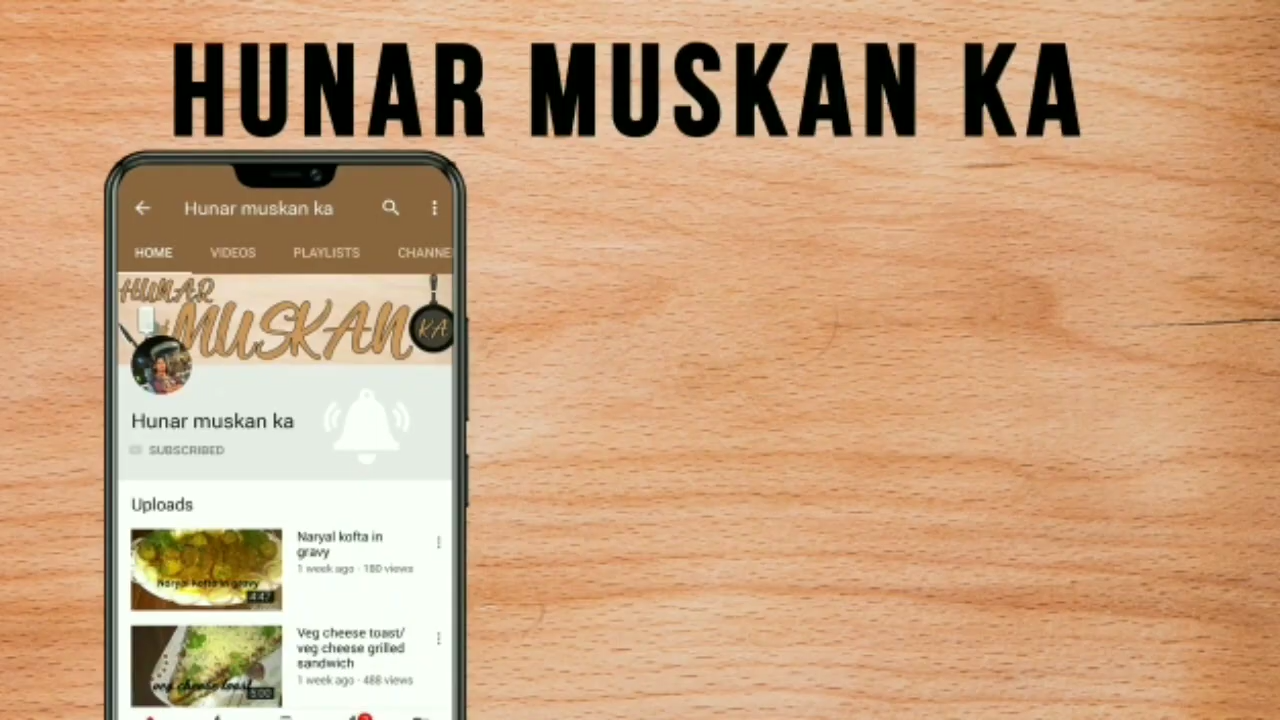 HUNAR MUSKAN KA
Hunar muskan ka
HOME VIDEOS PLAYLISTS CHANNE
HUNAR
MUSKAN
KA
Hunar muskan ka
SUBSCRIBED
Uploads
Naryal kofta in
gravy
1 week ago · 180 views
Naryal kofta in gravy
4:47
Veg cheese toast/
veg cheese grilled
sandwich
1 week ago · 488 views
veg cheese toast
5:00